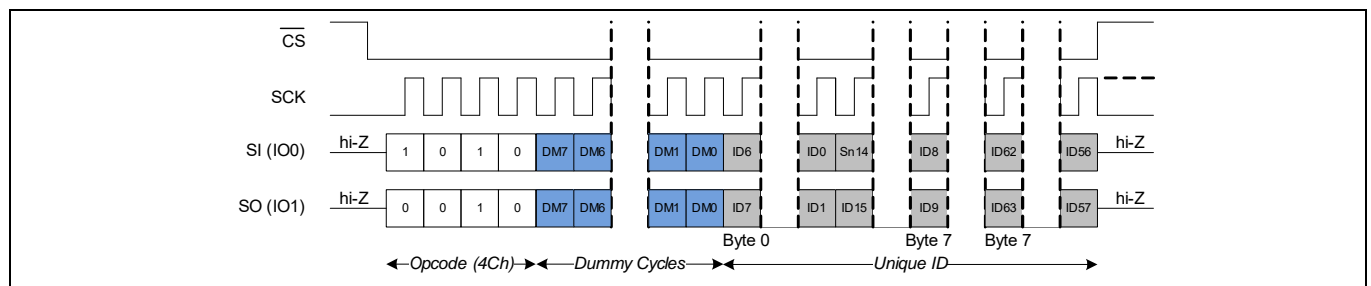 CS
SCK
SI (IO0) hi-Z 1 0 1 0 DM7 DM6 DM1 DM0 ID6 ID0 Sn14 ID8 ID62 ID56 hi-Z
SO (IO1) hi-Z 0 0 1 0 DM7 DM6 DM1 DM0 ID7 ID1 ID15 ID9 ID63 ID57 hi-Z
Byte 0 Byte 7 Byte 7
Opcode (4Ch) Dummy Cycles Unique ID